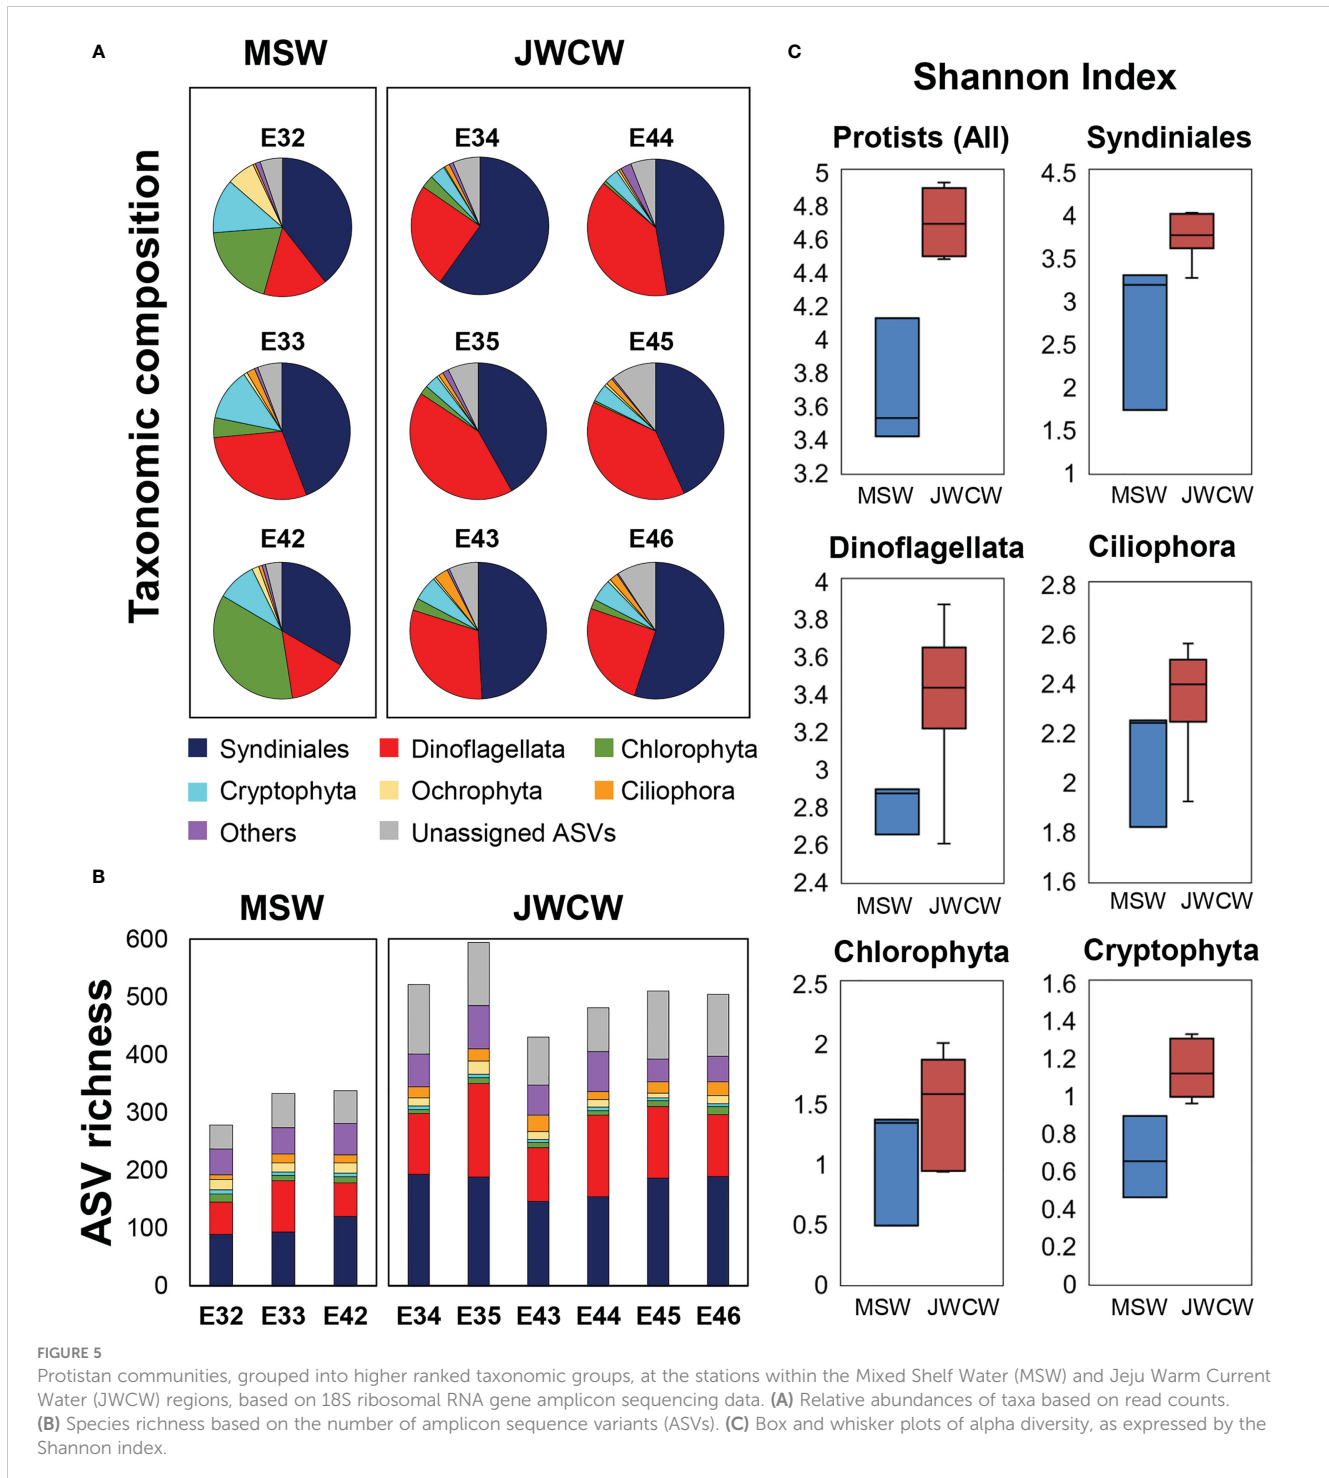 A
MSW
JWCW
Taxonomic composition
E32
E34
E44
E33
E35
E45
E42
E43
E46
Syndiniales
Dinoflagellata
Chlorophyta
Cryptophyta
Ochrophyta
Ciliophora
Others
Unassigned ASVs
B
MSW
JWCW
ASV richness
600
500
400
300
200
100
0
E32 E33 E42 E34 E35 E43 E44 E45 E46
C
Shannon Index
Protists (All)
5
4.8
4.6
4.4
4.2
4
3.8
3.6
3.4
3.2
MSW JWCW
Syndiniales
4.5
4
3.5
3
2.5
2
1.5
1
MSW JWCW
Dinoflagellata
4
3.8
3.6
3.4
3.2
3
2.8
2.6
2.4
MSW JWCW
Ciliophora
2.8
2.6
2.4
2.2
2
1.8
1.6
MSW JWCW
Chlorophyta
2.5
2
1.5
1
0.5
0
MSW JWCW
Cryptophyta
1.6
1.4
1.2
1
0.8
0.6
0.4
0.2
0
MSW JWCW
FIGURE 5
Protistan communities, grouped into higher ranked taxonomic groups, at the stations within the Mixed Shelf Water (MSW) and Jeju Warm Current
Water (JWCW) regions, based on 18S ribosomal RNA gene amplicon sequencing data. (A) Relative abundances of taxa based on read counts.
(B) Species richness based on the number of amplicon sequence variants (ASVs). (C) Box and whisker plots of alpha diversity, as expressed by the
Shannon index.